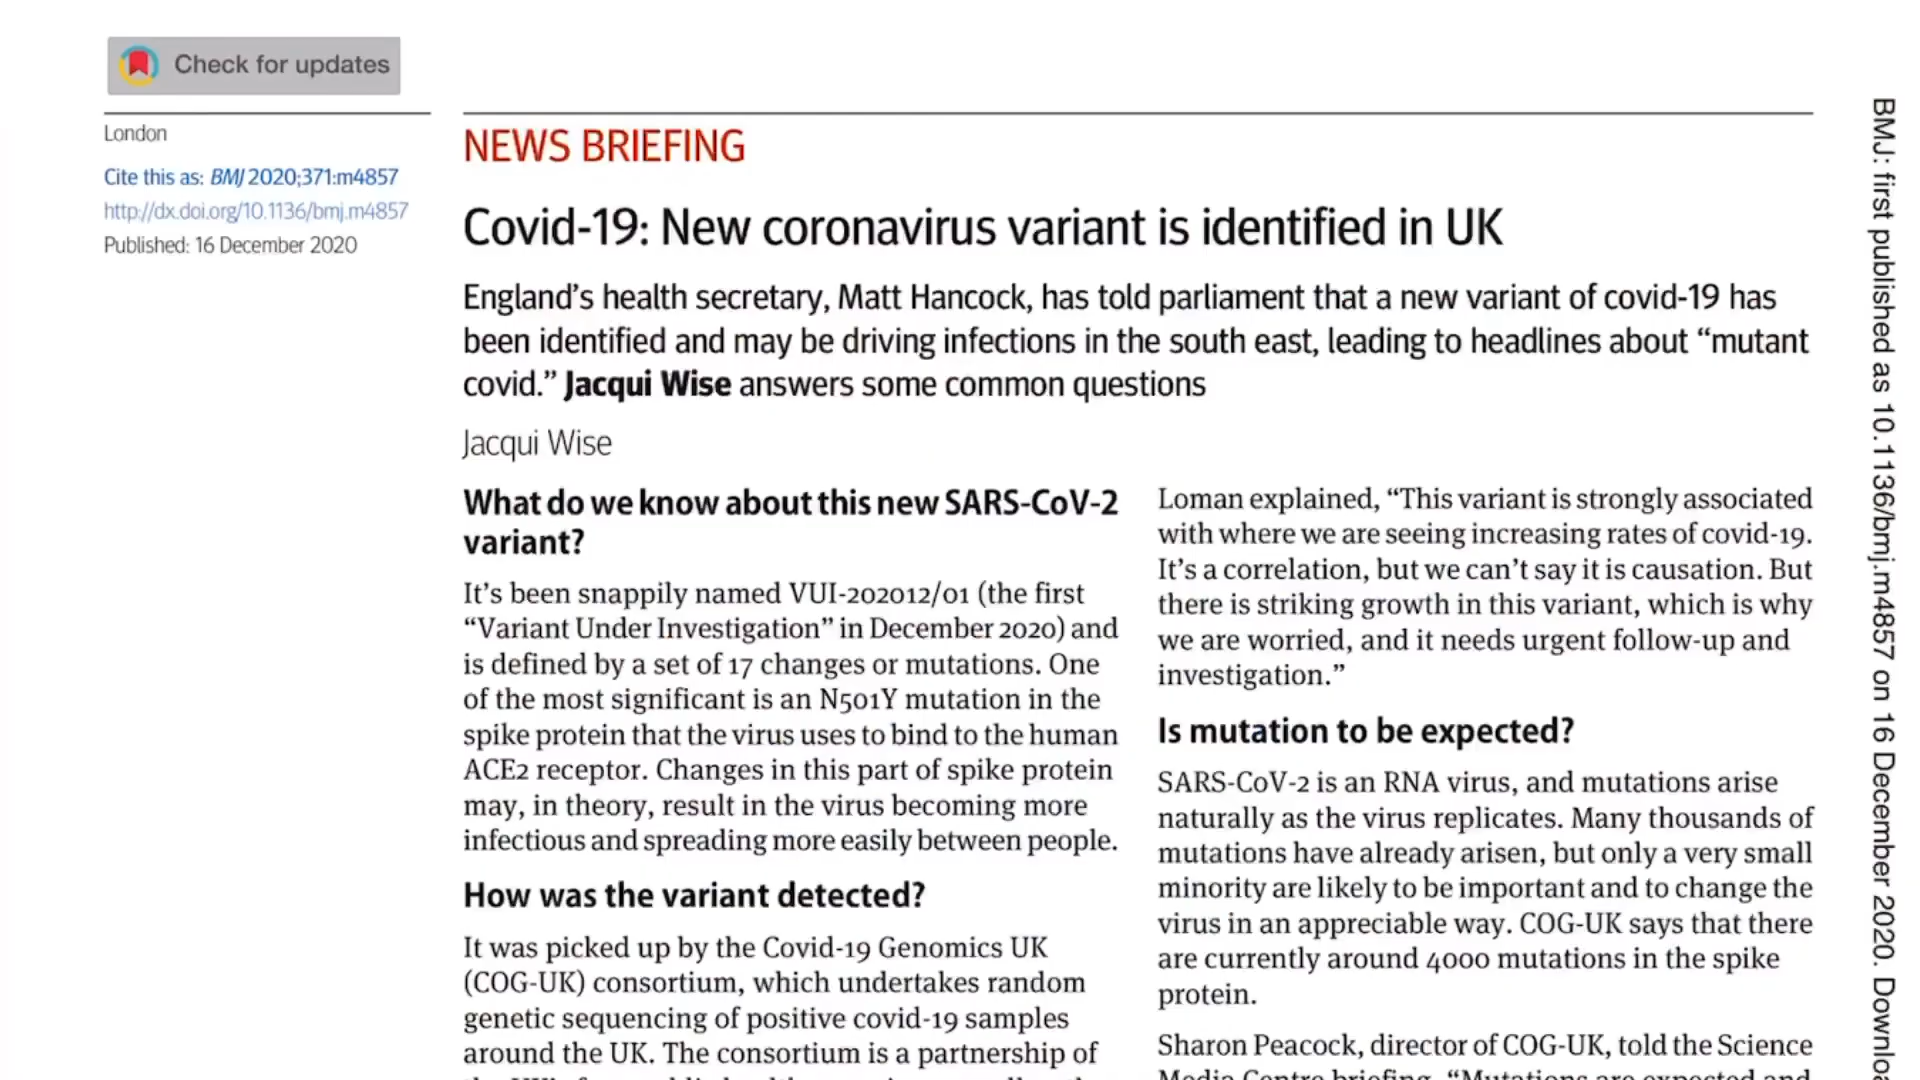 Check for updates
London
Cite this as: BMJ 2020;371:m4857
http://dx.doi.org/10.1136/bmj.m4857
Published: 16 December 2020
NEWS BRIEFING
Covid-19: New coronavirus variant is identified in UK
England’s health secretary, Matt Hancock, has told parliament that a new variant of covid-19 has
been identified and may be driving infections in the south east, leading to headlines about “mutant
covid.” Jacqui Wise answers some common questions
Jacqui Wise
What do we know about this new SARS-CoV-2
variant?
It’s been snappily named VUI-202012/01 (the first
“Variant Under Investigation” in December 2020) and
is defined by a set of 17 changes or mutations. One
of the most significant is an N501Y mutation in the
spike protein that the virus uses to bind to the human
ACE2 receptor. Changes in this part of spike protein
may, in theory, result in the virus becoming more
infectious and spreading more easily between people.
How was the variant detected?
It was picked up by the Covid-19 Genomics UK
(COG-UK) consortium, which undertakes random
genetic sequencing of positive covid-19 samples
around the UK. The consortium is a partnership of
Loman explained, “This variant is strongly associated
with where we are seeing increasing rates of covid-19.
It’s a correlation, but we can’t say it is causation. But
there is striking growth in this variant, which is why
we are worried, and it needs urgent follow-up and
investigation.”
Is mutation to be expected?
SARS-CoV-2 is an RNA virus, and mutations arise
naturally as the virus replicates. Many thousands of
mutations have already arisen, but only a very small
minority are likely to be important and to change the
virus in an appreciable way. COG-UK says that there
are currently around 4000 mutations in the spike
protein.
Sharon Peacock, director of COG-UK, told the Science
Media Centre briefing, “Mutations are expected and
BMJ: first published as 10.1136/bmj.m4857 on 16 December 2020. Downloa